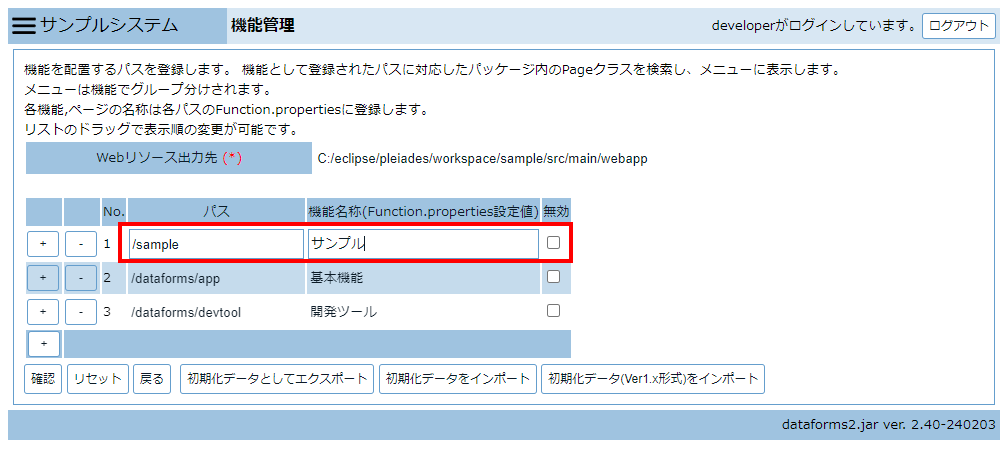 サンプルシステム 機能管理 developerがログインしています。 ログアウト
機能を配置するパスを登録します。 機能として登録されたパスに対応したパッケージ内のPageクラスを検索し、メニューに表示します。
メニューは機能でグループ分けされます。
各機能,ページの名称は各パスのFunction.propertiesに登録します。
リストのドラッグで表示順の変更が可能です。
Webリソース出力先 (*) C:/eclipse/pleiades/workspace/sample/src/main/webapp
No. パス 機能名称(Function.properties設定値) 無効
+ - 1 /sample サンプル
+ - 2 /dataforms/app 基本機能
+ - 3 /dataforms/devtool 開発ツール
+
確認 リセット 戻る 初期化データとしてエクスポート 初期化データをインポート 初期化データ(Ver1.x形式)をインポート
dataforms2.jar ver. 2.40-240203